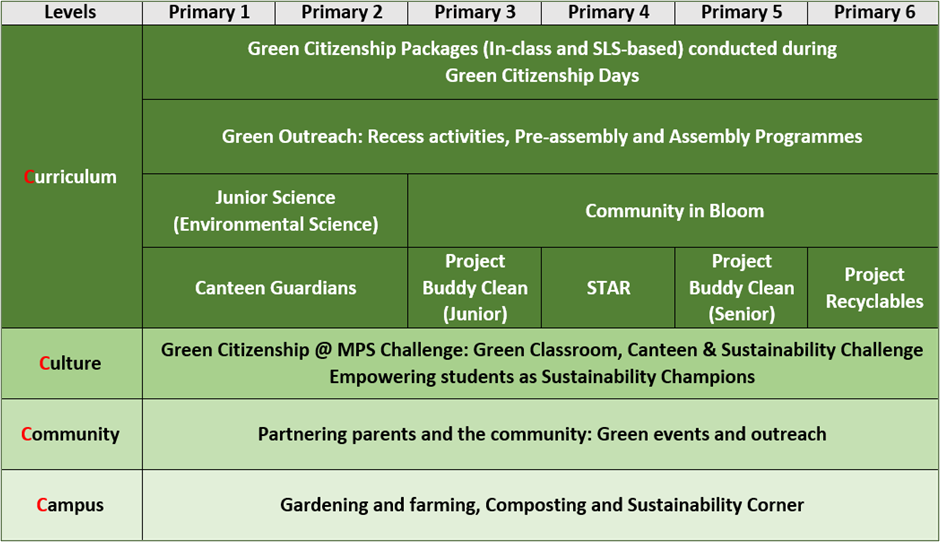 Levels
Primary 1
Primary 2
Primary 3
Primary 4
Primary 5
Primary 6
Curriculum
Green Citizenship Packages (In-class and SLS-based) conducted during
Green Citizenship Days
Green Outreach: Recess activities, Pre-assembly and Assembly Programmes
Junior Science
(Environmental Science)
Community in Bloom
Canteen Guardians
Project
Buddy Clean
(Junior)
STAR
Project
Buddy Clean
(Senior)
Project
Recyclables
Culture
Green Citizenship @ MPS Challenge: Green Classroom, Canteen & Sustainability Challenge
Empowering students as Sustainability Champions
Community
Partnering parents and the community: Green events and outreach
Campus
Gardening and farming, Composting and Sustainability Corner